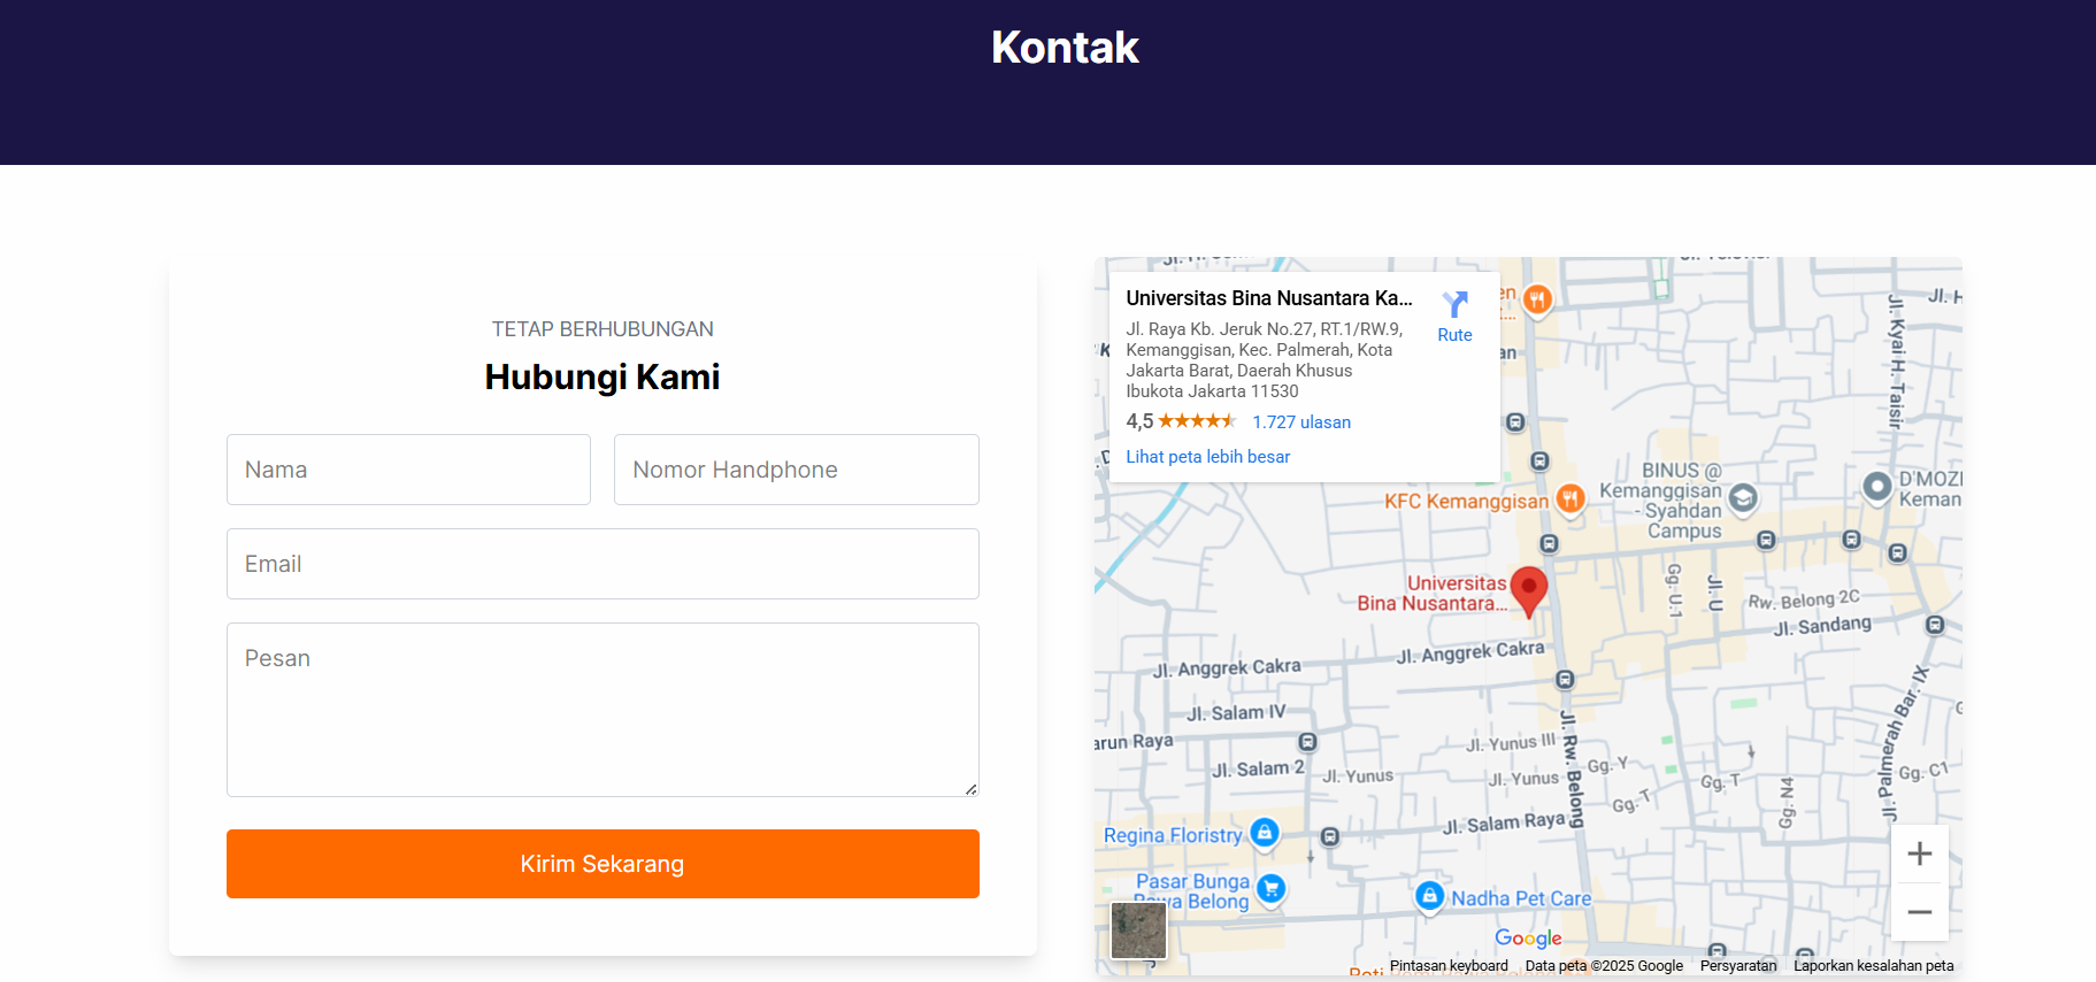 Kontak
TETAP BERHUBUNGAN
Hubungi Kami
Nama
Nomor Handphone
Email
Pesan
Kirim Sekarang
Universitas Bina Nusantara Ka...
Jl. Raya Kb. Jeruk No.27, RT.1/RW.9,
Kemanggisan, Kec. Palmerah, Kota
Jakarta Barat, Daerah Khusus
Ibukota Jakarta 11530
4,5
1.727 ulasan
Lihat peta lebih besar
Rute
Jl. Kyai H. Taisir
Jl. H
KFC Kemanggisan
BINUS @
Kemanggisan
- Syahdan
Campus
D'MOZI
Keman
Universitas
Bina Nusantara...
Gg. U.1
Jl. U
Rw. Belong 2C
Jl. Sandang
Jl. Anggrek Cakra
Jl. Anggrek Cakra
Jl. Salam IV
arun Raya
Jl. Yunus III
Jl. Rw. Belong
Jl. Palmerah Bar. IX
Jl. Salam 2
Jl. Yunus
Jl. Yunus
Gg. Y
Gg. T
Gg. T
Gg. N4
Gg. C1
Jl. Salam Raya
Regina Floristry
Pasar Bunga
Rawa Belong
Nadha Pet Care
Google
Pintasan keyboard
Data peta ©2025 Google
Persyaratan
Laporkan kesalahan peta